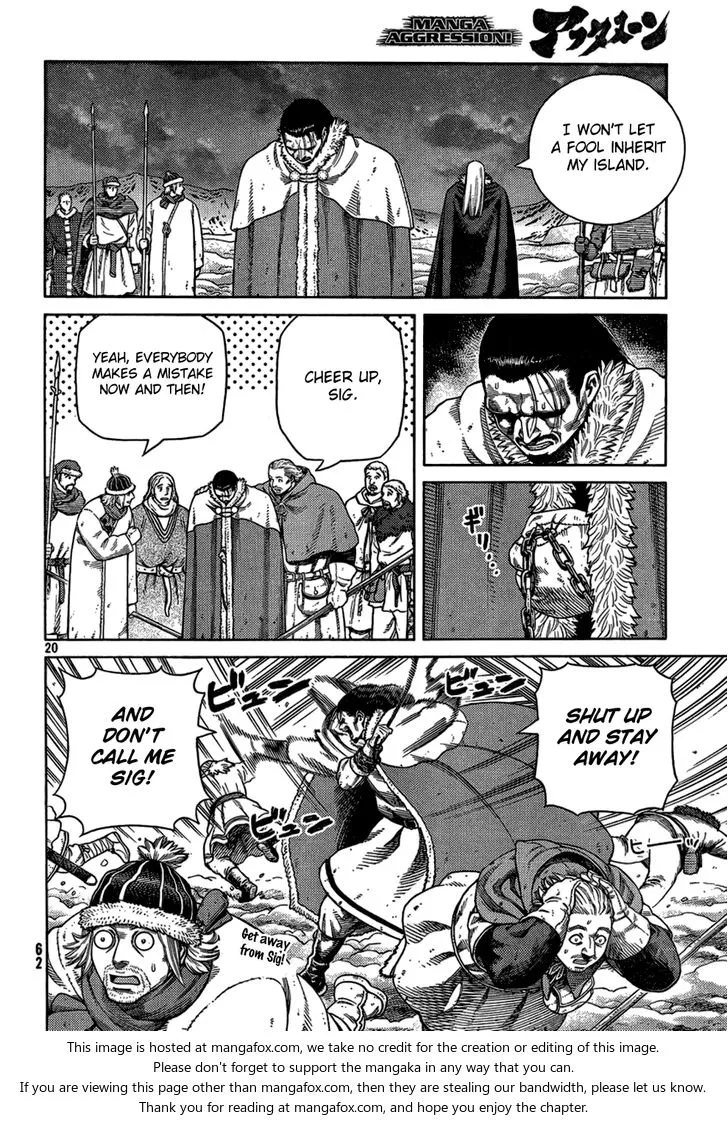 MANGA
AGGRESSION!
アフタヌーン
I WON'T LET
A FOOL INHERIT
MY ISLAND.
YEAH, EVERYBODY
MAKES A MISTAKE
NOW AND THEN!
CHEER UP,
SIG.
ギリ...
20
AND
DON'T
CALL ME
SIG!
ビュン
ビュン
SHUT UP
AND STAY
AWAY!
ビュン
ヒー
Get away
from Sig!
62
This image is hosted at mangafox.com, we take no credit for the creation or editing of this image.
Please don't forget to support the mangaka in any way that you can.
If you are viewing this page other than mangafox.com, then they are stealing our bandwidth, please let us know.
Thank you for reading at mangafox.com, and hope you enjoy the chapter.